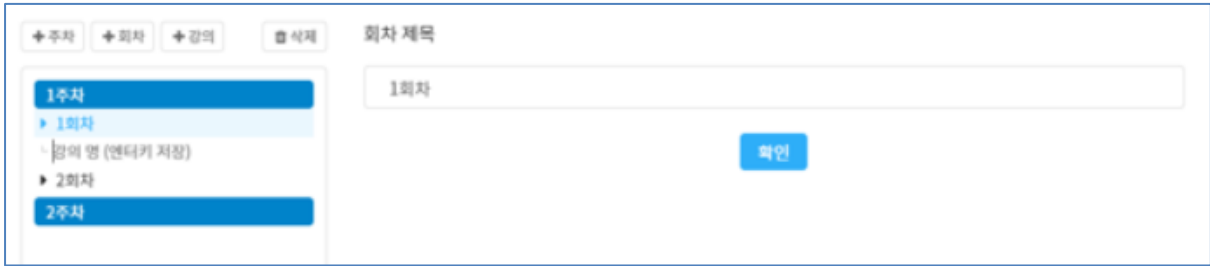 +주차 +회차 +강의 삭제
회차 제목
1주차
1회차
1회차
강의 명 (엔터키 저장)
확인
2회차
2주차